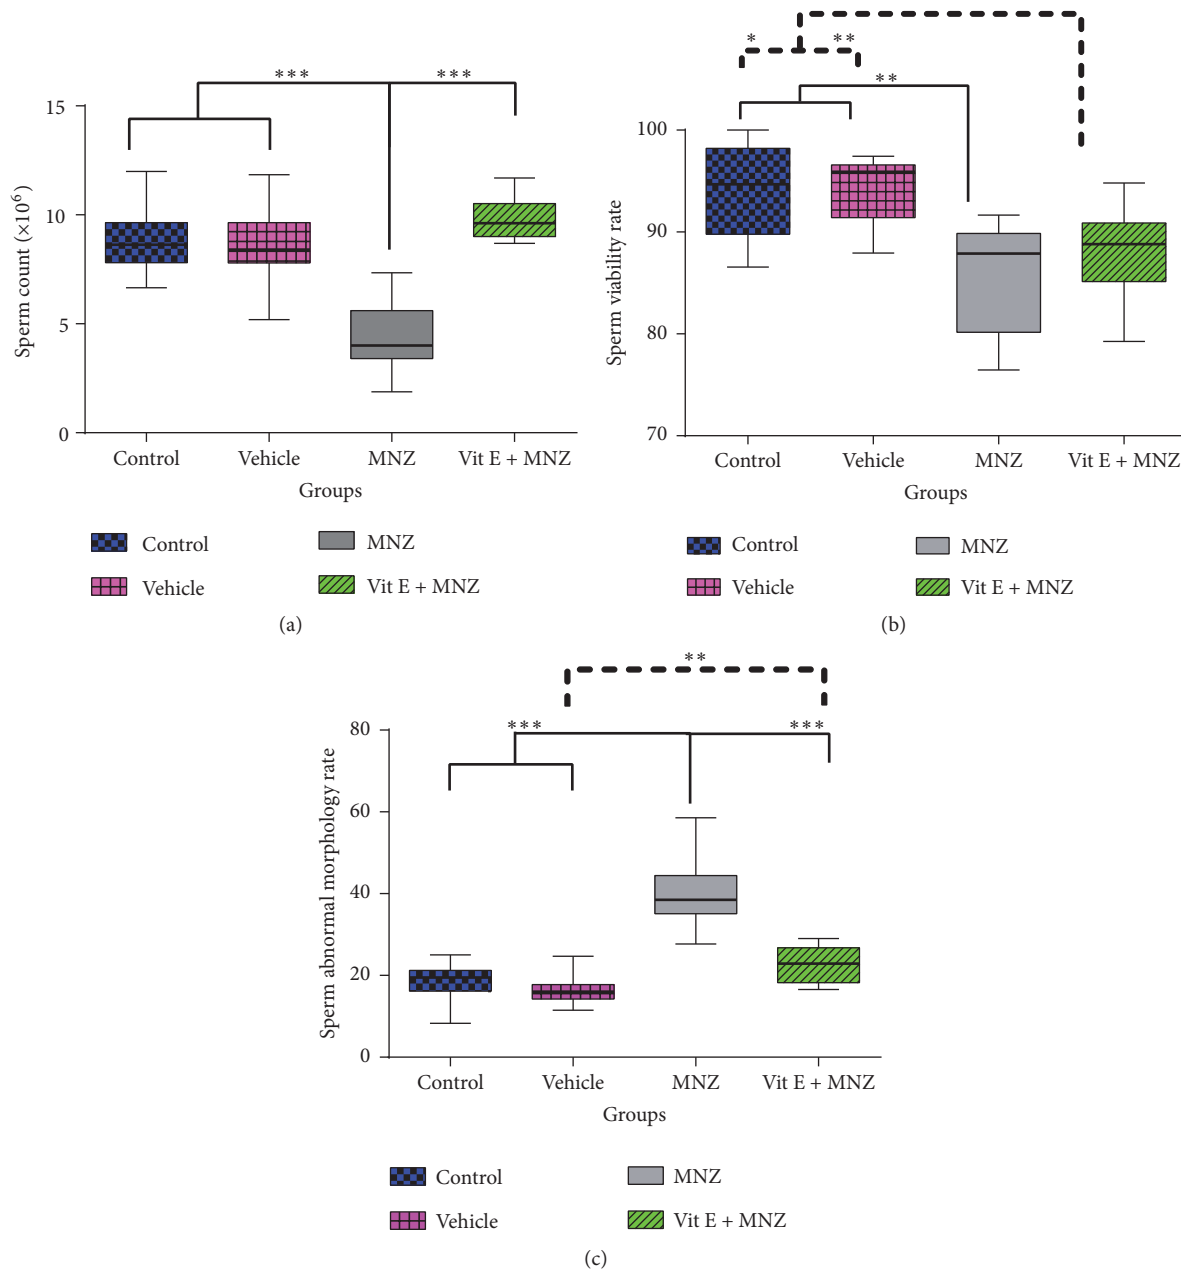 ***
***
15
10
5
0
Sperm count (×10⁶)
Control
Vehicle
MNZ
Vit E + MNZ
Groups
Control
MNZ
Vehicle
Vit E + MNZ
(a)
*
**
**
100
90
80
70
Sperm viability rate
Control
Vehicle
MNZ
Vit E + MNZ
Groups
Control
MNZ
Vehicle
Vit E + MNZ
(b)
**
***
***
80
60
40
20
0
Sperm abnormal morphology rate
Control
Vehicle
MNZ
Vit E + MNZ
Groups
Control
MNZ
Vehicle
Vit E + MNZ
(c)